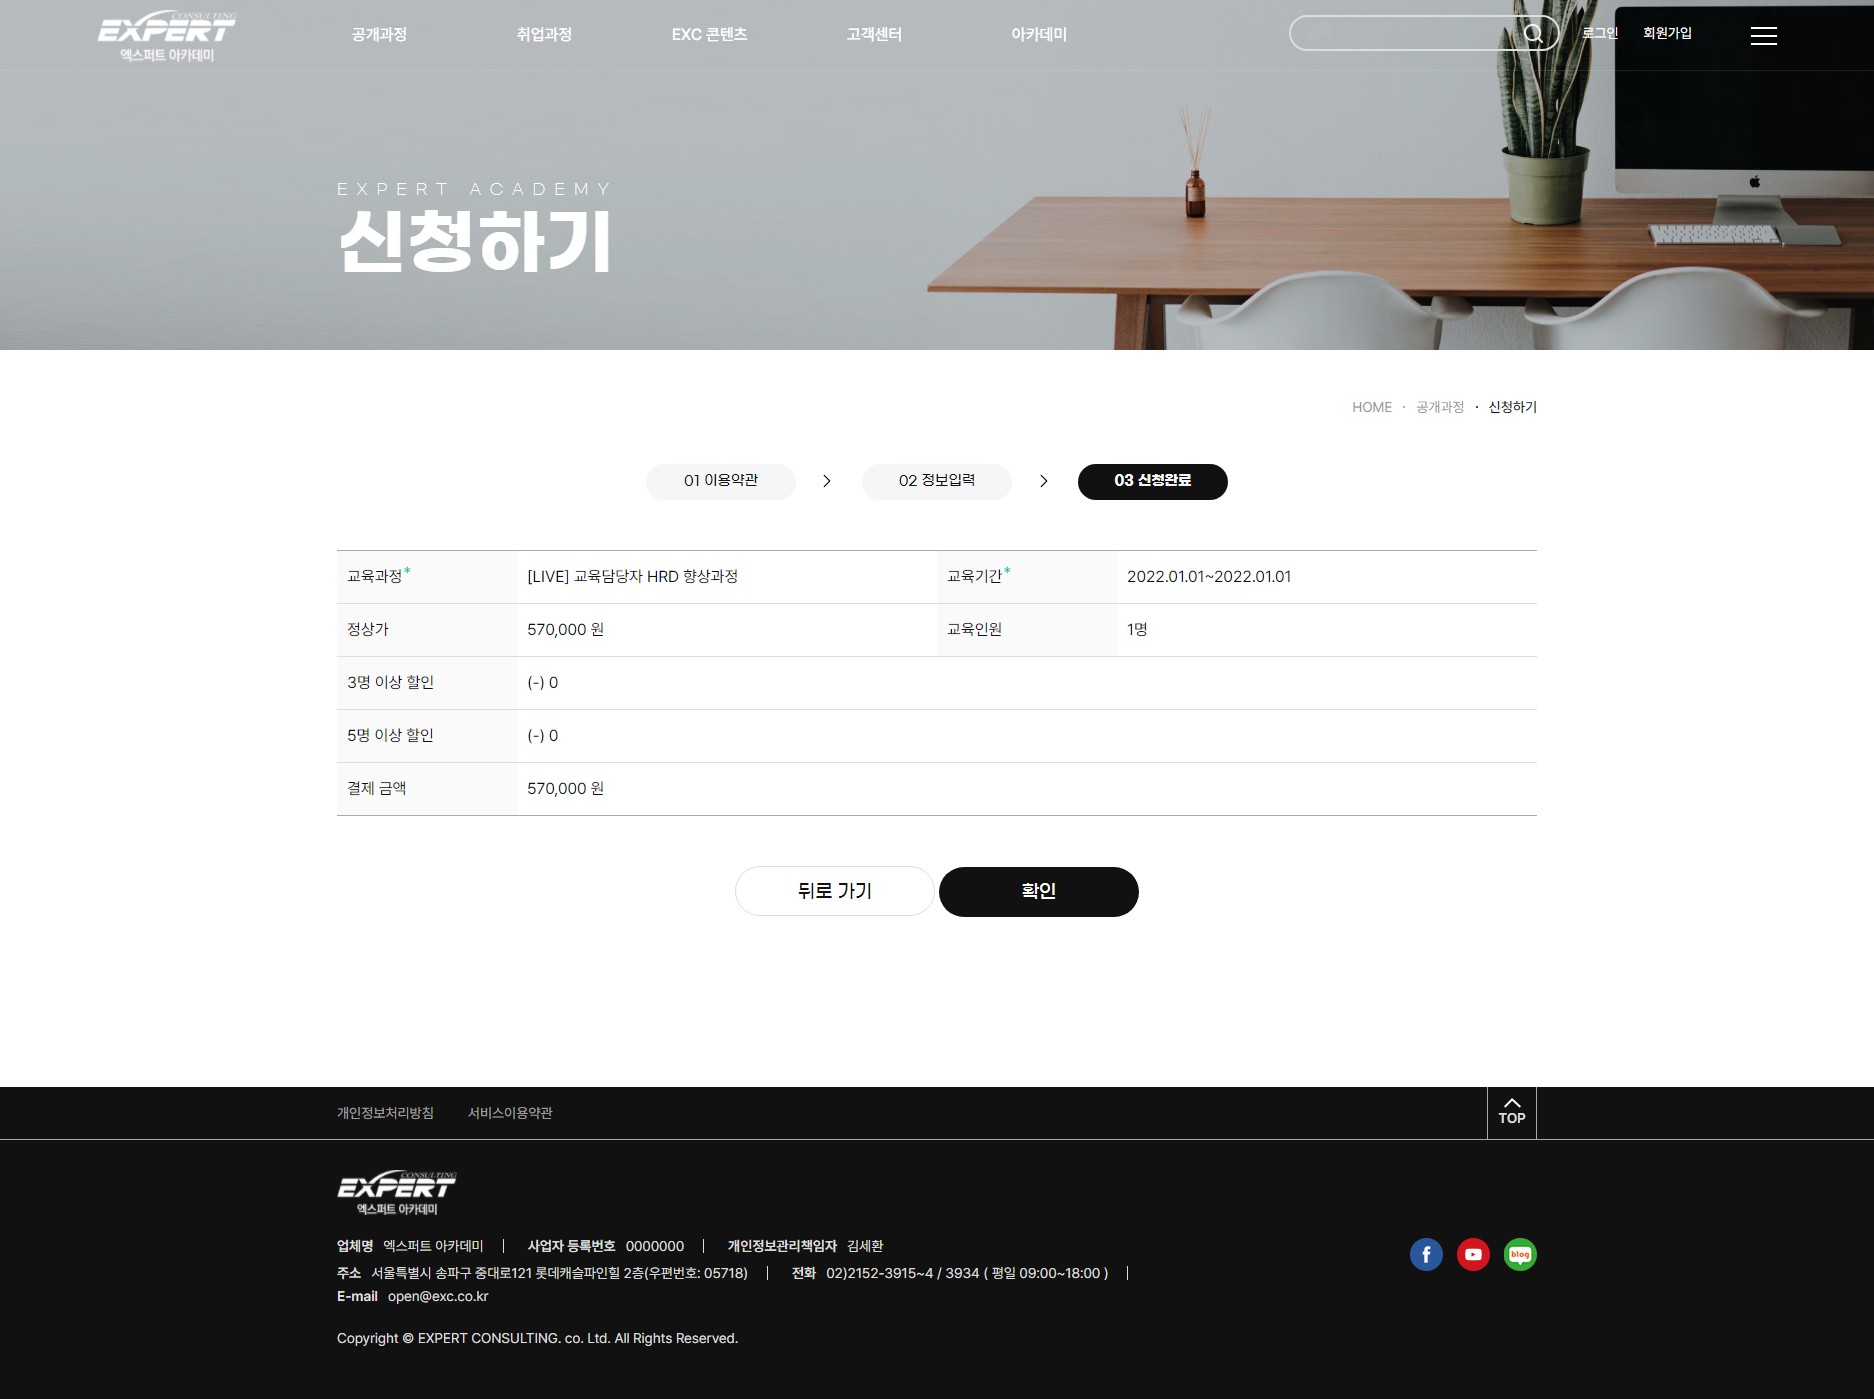 CONSULTING
EXPERT
엑스퍼트 아카데미
공개과정 취업과정 EXC 콘텐츠 고객센터 아카데미
로그인 회원가입
EXPERT ACADEMY
신청하기
HOME · 공개과정 · 신청하기
01 이용약관 > 02 정보입력 > 03 신청완료
교육과정* [LIVE] 교육담당자 HRD 향상과정 교육기간* 2022.01.01~2022.01.01
정상가 570,000 원 교육인원 1명
3명 이상 할인 (-) 0
5명 이상 할인 (-) 0
결제 금액 570,000 원
뒤로 가기 확인
개인정보처리방침 서비스이용약관
TOP
CONSULTING
EXPERT
엑스퍼트 아카데미
업체명 엑스퍼트 아카데미 | 사업자 등록번호 0000000 | 개인정보관리책임자 김세환
주소 서울특별시 송파구 중대로121 롯데캐슬파인힐 2층(우편번호: 05718) | 전화 02)2152-3915~4 / 3934 ( 평일 09:00~18:00 ) |
E-mail open@exc.co.kr
blog
Copyright © EXPERT CONSULTING. co. Ltd. All Rights Reserved.